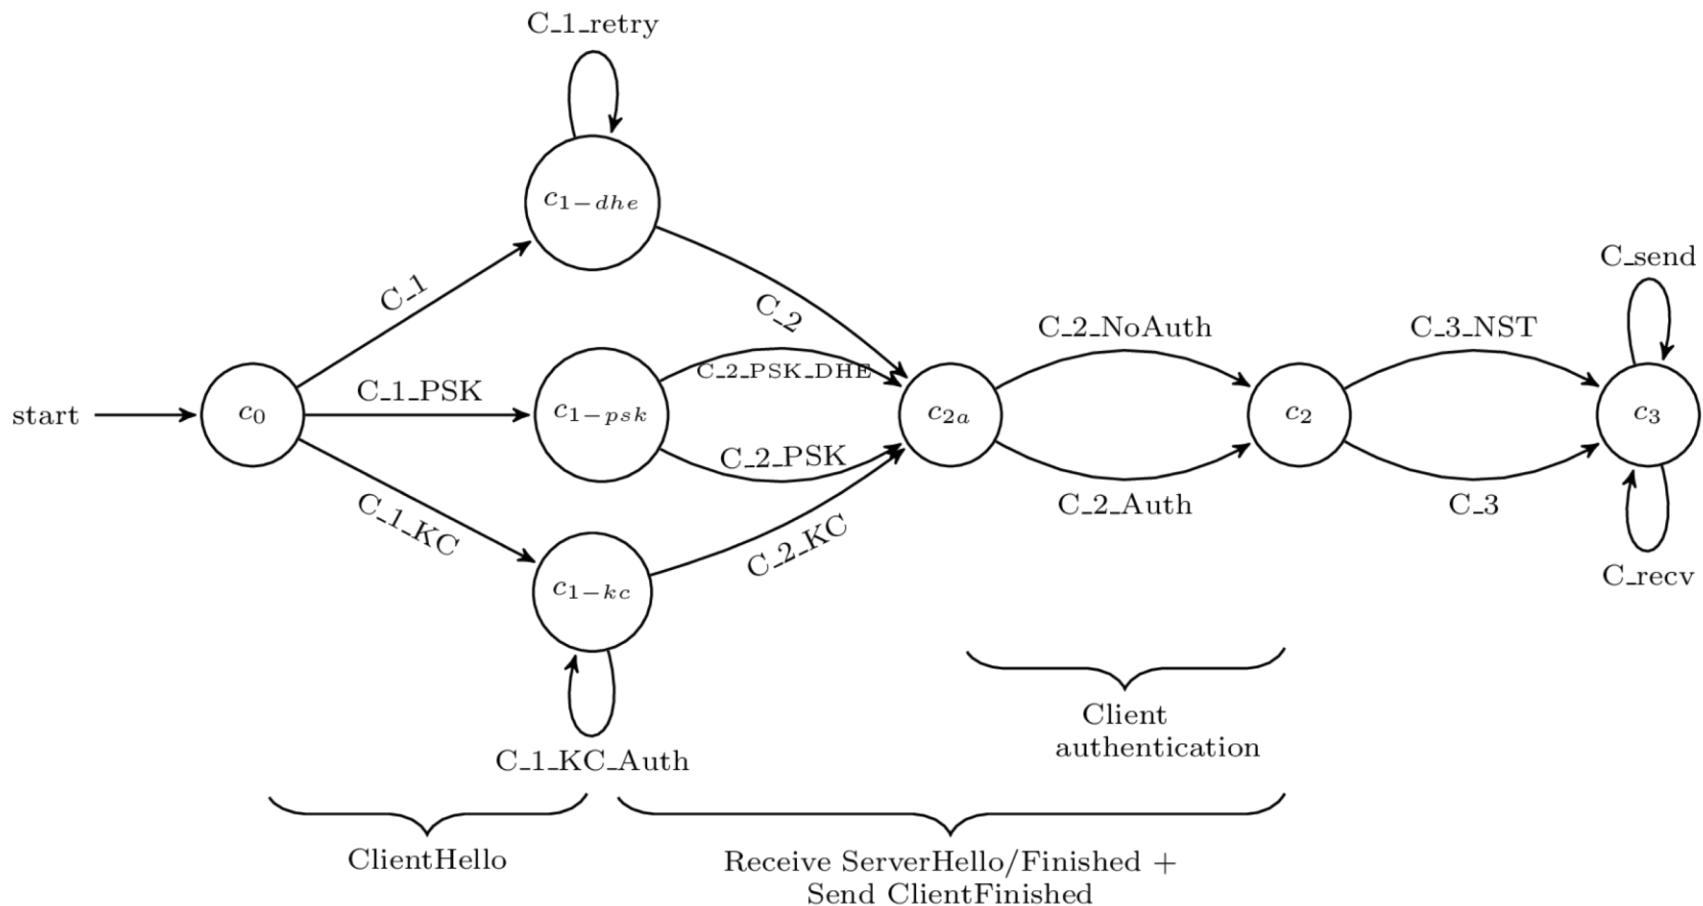 C_1_retry
c1−dhe
C_send
C_1
C_2
C_2_NoAuth
C_3_NST
C_2_PSK_DHE
C_1_PSK
start
c0
c1−psk
c2a
c2
c3
C_2_PSK
C_2_Auth
C_3
C_1_KC
C_2_KC
C_recv
c1−kc
Client
authentication
C_1_KC_Auth
ClientHello
Receive ServerHello/Finished +
Send ClientFinished